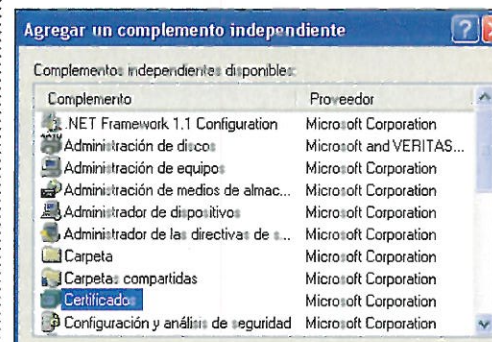 Agregar un complemento independiente
Complementos independientes disponibles:
Complemento Proveedor
.NET Framework 1.1 Configuration Microsoft Corporation
Administración de discos Microsoft and VERITAS...
Administración de equipos Microsoft Corporation
Administración de medios de almac... Microsoft Corporation
Administrador de dispositivos Microsoft Corporation
Administrador de las directivas de s... Microsoft Corporation
Carpeta Microsoft Corporation
Carpetas compartidas Microsoft Corporation
Certificados Microsoft Corporation
Configuración y análisis de seguridad Microsoft Corporation